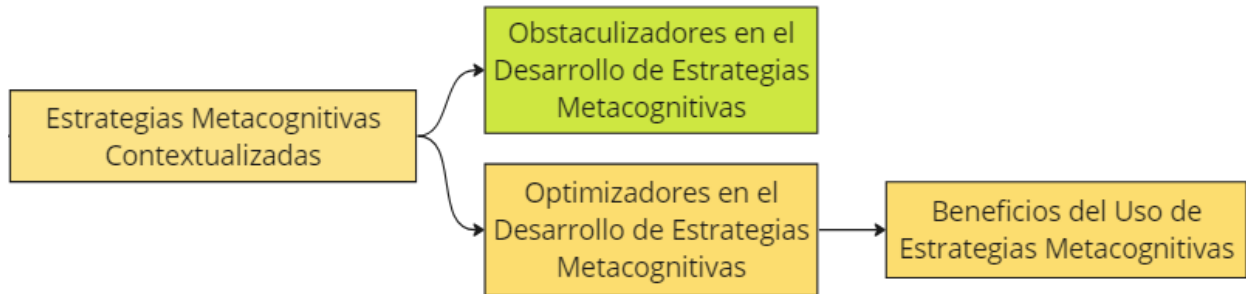 Estrategias Metacognitivas
Contextualizadas
Obstaculizadores en el
Desarrollo de Estrategias
Metacognitivas
Optimizadores en el
Desarrollo de Estrategias
Metacognitivas
Beneficios del Uso de
Estrategias Metacognitivas